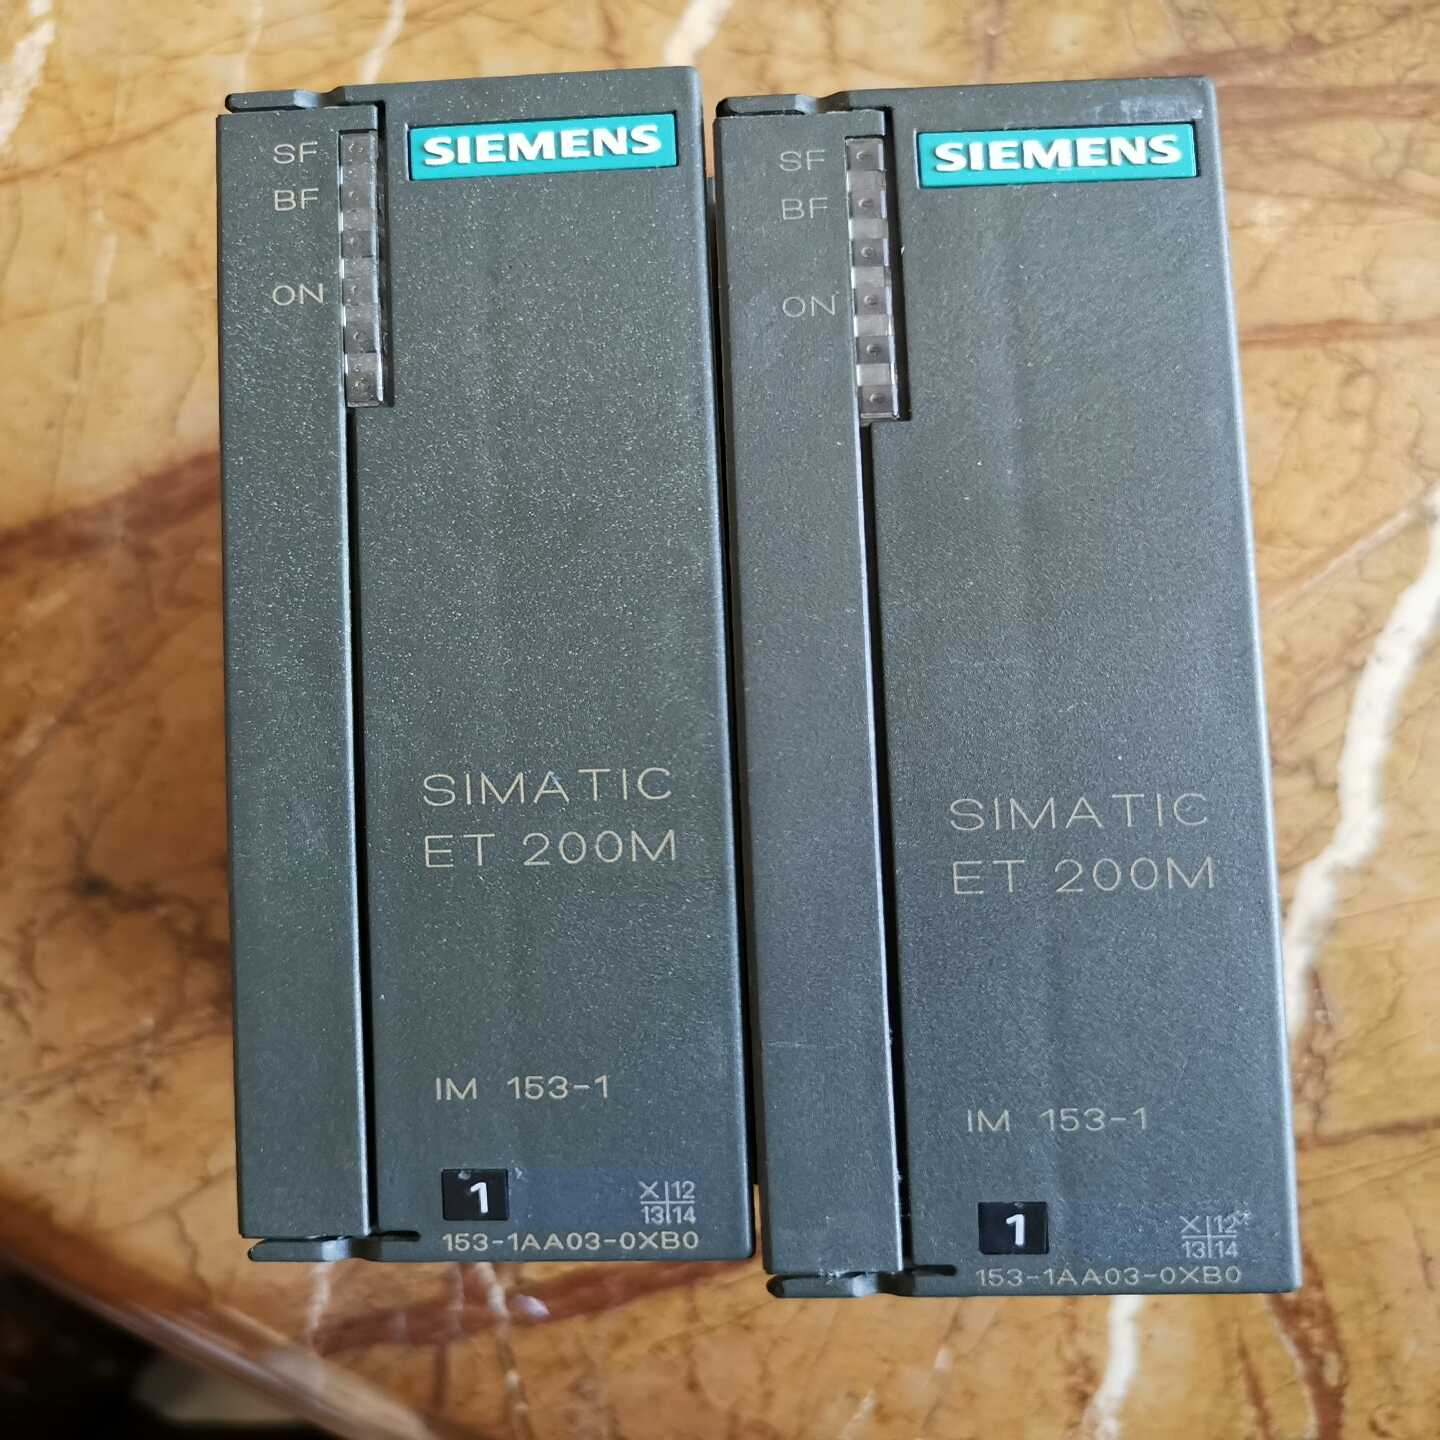 SIEMENS
SF
BF
ON
SIMATIC
ET 200M
IM 153-1
1
X 12
13 14
153-1AA03-0XB0
SIEMENS
SF
BF
ON
SIMATIC
ET 200M
IM 153-1
1
X 12
13 14
153-1AA03-0XB0